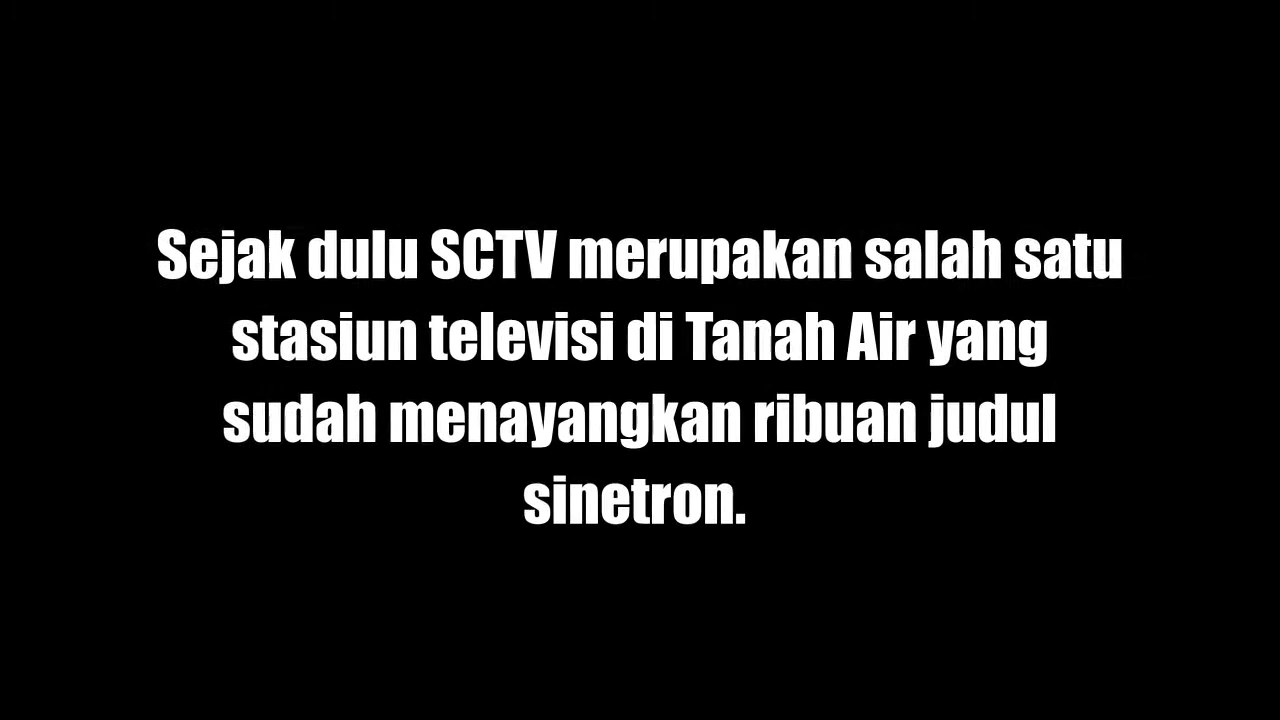 Sejak dulu SCTV merupakan salah satu
stasiun televisi di Tanah Air yang
sudah menayangkan ribuan judul
sinetron.